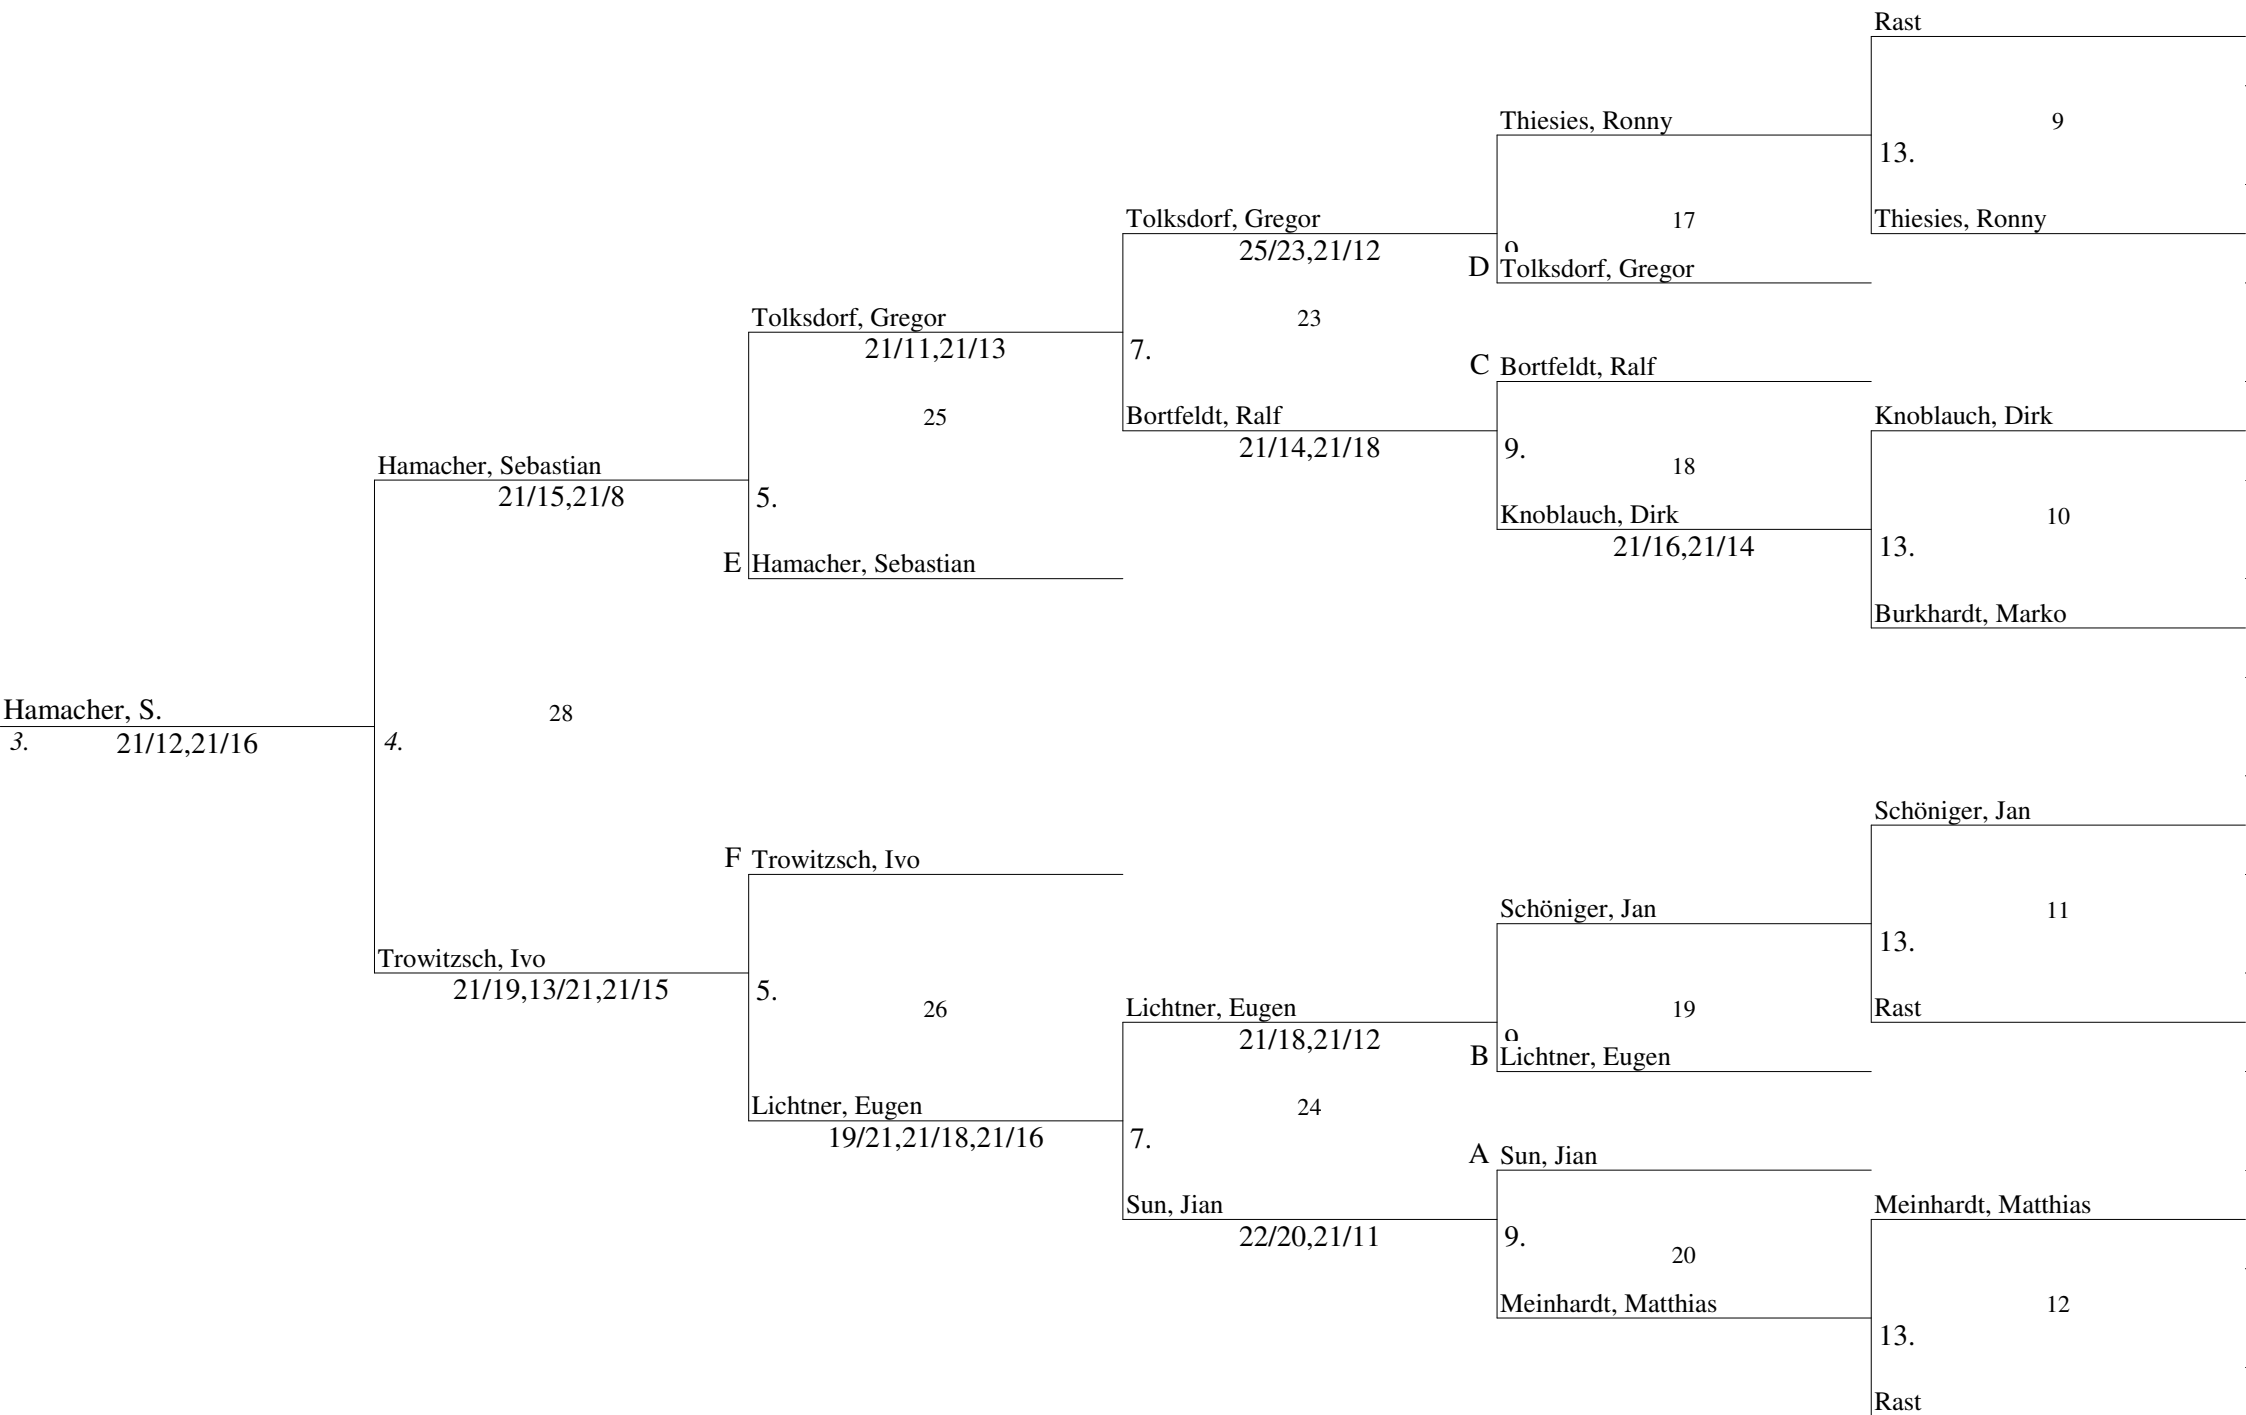 Rast
Thiesies, Ronny
9
13.
Tolksdorf, Gregor
17
Thiesies, Ronny
25/23,21/12
9.
D Tolksdorf, Gregor
Tolksdorf, Gregor
23
21/11,21/13
7.
C Bortfeldt, Ralf
25
Bortfeldt, Ralf
Knoblauch, Dirk
21/14,21/18
9.
Hamacher, Sebastian
18
21/15,21/8
5.
Knoblauch, Dirk
10
21/16,21/14
13.
E Hamacher, Sebastian
Burkhardt, Marko
Hamacher, S.
28
3.
21/12,21/16
4.
Schöniger, Jan
F Trowitzsch, Ivo
Schöniger, Jan
11
13.
Trowitzsch, Ivo
21/19,13/21,21/15
5.
26
Lichtner, Eugen
19
Rast
21/18,21/12
9.
B Lichtner, Eugen
Lichtner, Eugen
24
19/21,21/18,21/16
7.
A Sun, Jian
Sun, Jian
Meinhardt, Matthias
22/20,21/11
9.
20
Meinhardt, Matthias
12
13.
Rast